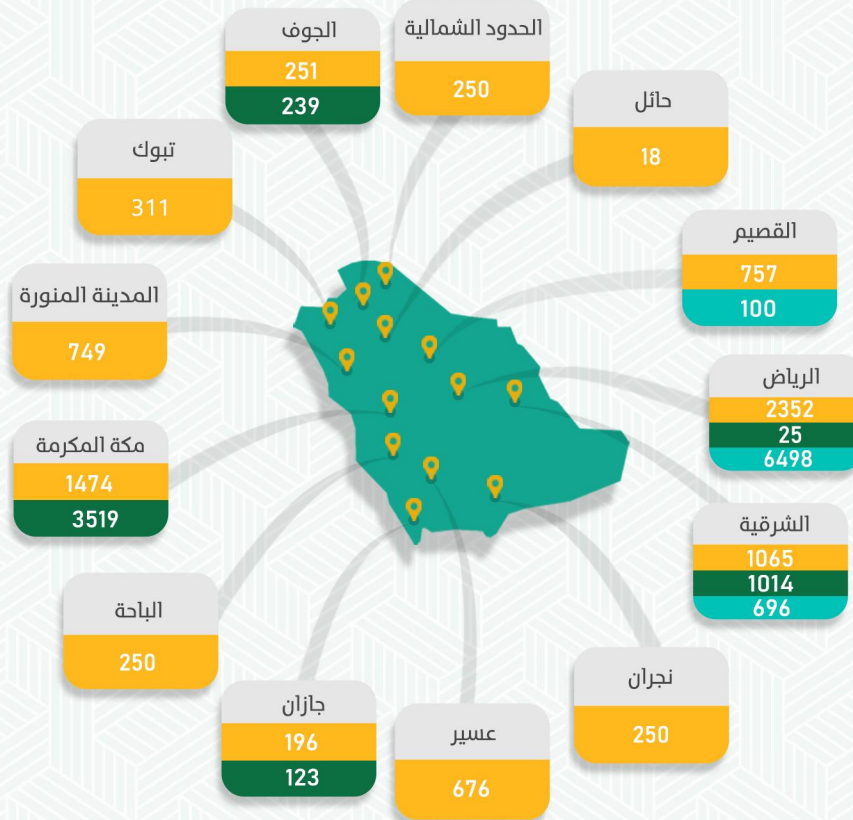 الحدود الشمالية
250
الجوف
251
239
حائل
18
تبوك
311
القصيم
757
100
المدينة المنورة
749
الرياض
2352
25
6498
مكة المكرمة
1474
3519
الشرقية
1065
1014
696
الباحة
250
نجران
250
جازان
196
123
عسير
676